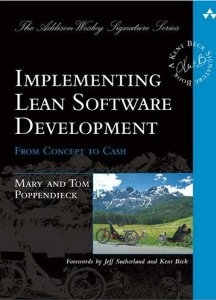 The Addison-Wesley Signature Series
A KENT BECK SIGNATURE BOOK
IMPLEMENTING
LEAN SOFTWARE
DEVELOPMENT
FROM CONCEPT TO CASH
MARY AND TOM
POPPENDIECK
Forewords by Jeff Sutherland and Kent Beck